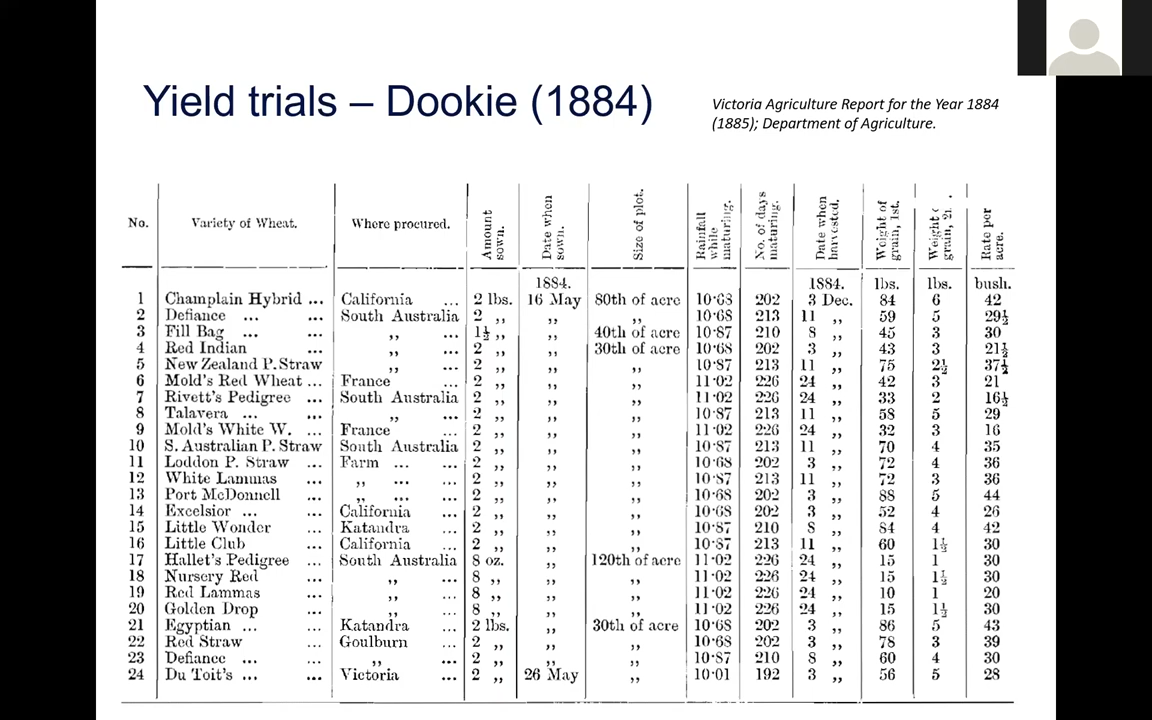 Yield trials – Dookie (1884)
Victoria Agriculture Report for the Year 1884
(1885); Department of Agriculture.
No. Variety of Wheat. Where procured. Amount sown. Date when sown. Size of plot. Rainfall while maturing. No. of days maturing. Date when harvested. Weight of grain, 1st. Weight grain, Rate per acre.
1884. 1884. lbs. lbs. bush.
1 Champlain Hybrid ... California ... 2 lbs. 16 May 80th of acre 10·68 202 3 Dec. 84 6 42
2 Defiance ... ... South Australia 2 ,, ,, ,, 10·68 213 11 ,, 59 5 29½
3 Fill Bag ... ... ,, ... 1½ ,, ,, 40th of acre 10·87 210 8 ,, 45 3 30
4 Red Indian ... ,, ... 2 ,, ,, 30th of acre 10·68 202 3 ,, 43 3 21½
5 New Zealand P. Straw ,, ... 2 ,, ,, ,, 10·87 213 11 ,, 75 2½ 37½
6 Mold's Red Wheat ... France ... 2 ,, ,, ,, 11·02 226 24 ,, 42 3 21
7 Rivett's Pedigree ... South Australia 2 ,, ,, ,, 11·02 226 24 ,, 33 2 16½
8 Talavera ... ... ,, ... 2 ,, ,, ,, 10·87 213 11 ,, 58 5 29
9 Mold's White W. ... France ... 2 ,, ,, ,, 11·02 226 24 ,, 32 3 16
10 S. Australian P. Straw South Australia 2 ,, ,, ,, 10·87 213 11 ,, 70 4 35
11 Loddon P. Straw ... Farm ... ... 2 ,, ,, ,, 10·68 202 3 ,, 72 4 36
12 White Lammas ... ,, ... ... 2 ,, ,, ,, 10·87 213 11 ,, 72 3 36
13 Port McDonnell ... ,, ... ... 2 ,, ,, ,, 10·68 202 3 ,, 88 5 44
14 Excelsior ... ... California ... 2 ,, ,, ,, 10·68 202 3 ,, 52 4 26
15 Little Wonder ... Katandra ... 2 ,, ,, ,, 10·87 210 8 ,, 84 4 42
16 Little Club ... California ... 2 ,, ,, ,, 10·87 213 11 ,, 60 1½ 30
17 Hallet's Pedigree ... South Australia 8 oz. ,, 120th of acre 11·02 226 24 ,, 15 1 30
18 Nursery Red ... ,, ... 8 ,, ,, ,, 11·02 226 24 ,, 15 1½ 30
19 Red Lammas ... ,, ... 8 ,, ,, ,, 11·02 226 24 ,, 10 1 20
20 Golden Drop ... ,, ... 8 ,, ,, ,, 11·02 226 24 ,, 15 1½ 30
21 Egyptian ... ... Katandra ... 2 lbs. ,, 30th of acre 10·68 202 3 ,, 86 5 43
22 Red Straw ... Goulburn ... 2 ,, ,, ,, 10·68 202 3 ,, 78 3 39
23 Defiance ... ... ,, ... 2 ,, ,, ,, 10·87 210 8 ,, 60 4 30
24 Du Toit's ... ... Victoria ... 2 ,, 26 May ,, 10·01 192 3 ,, 56 5 28